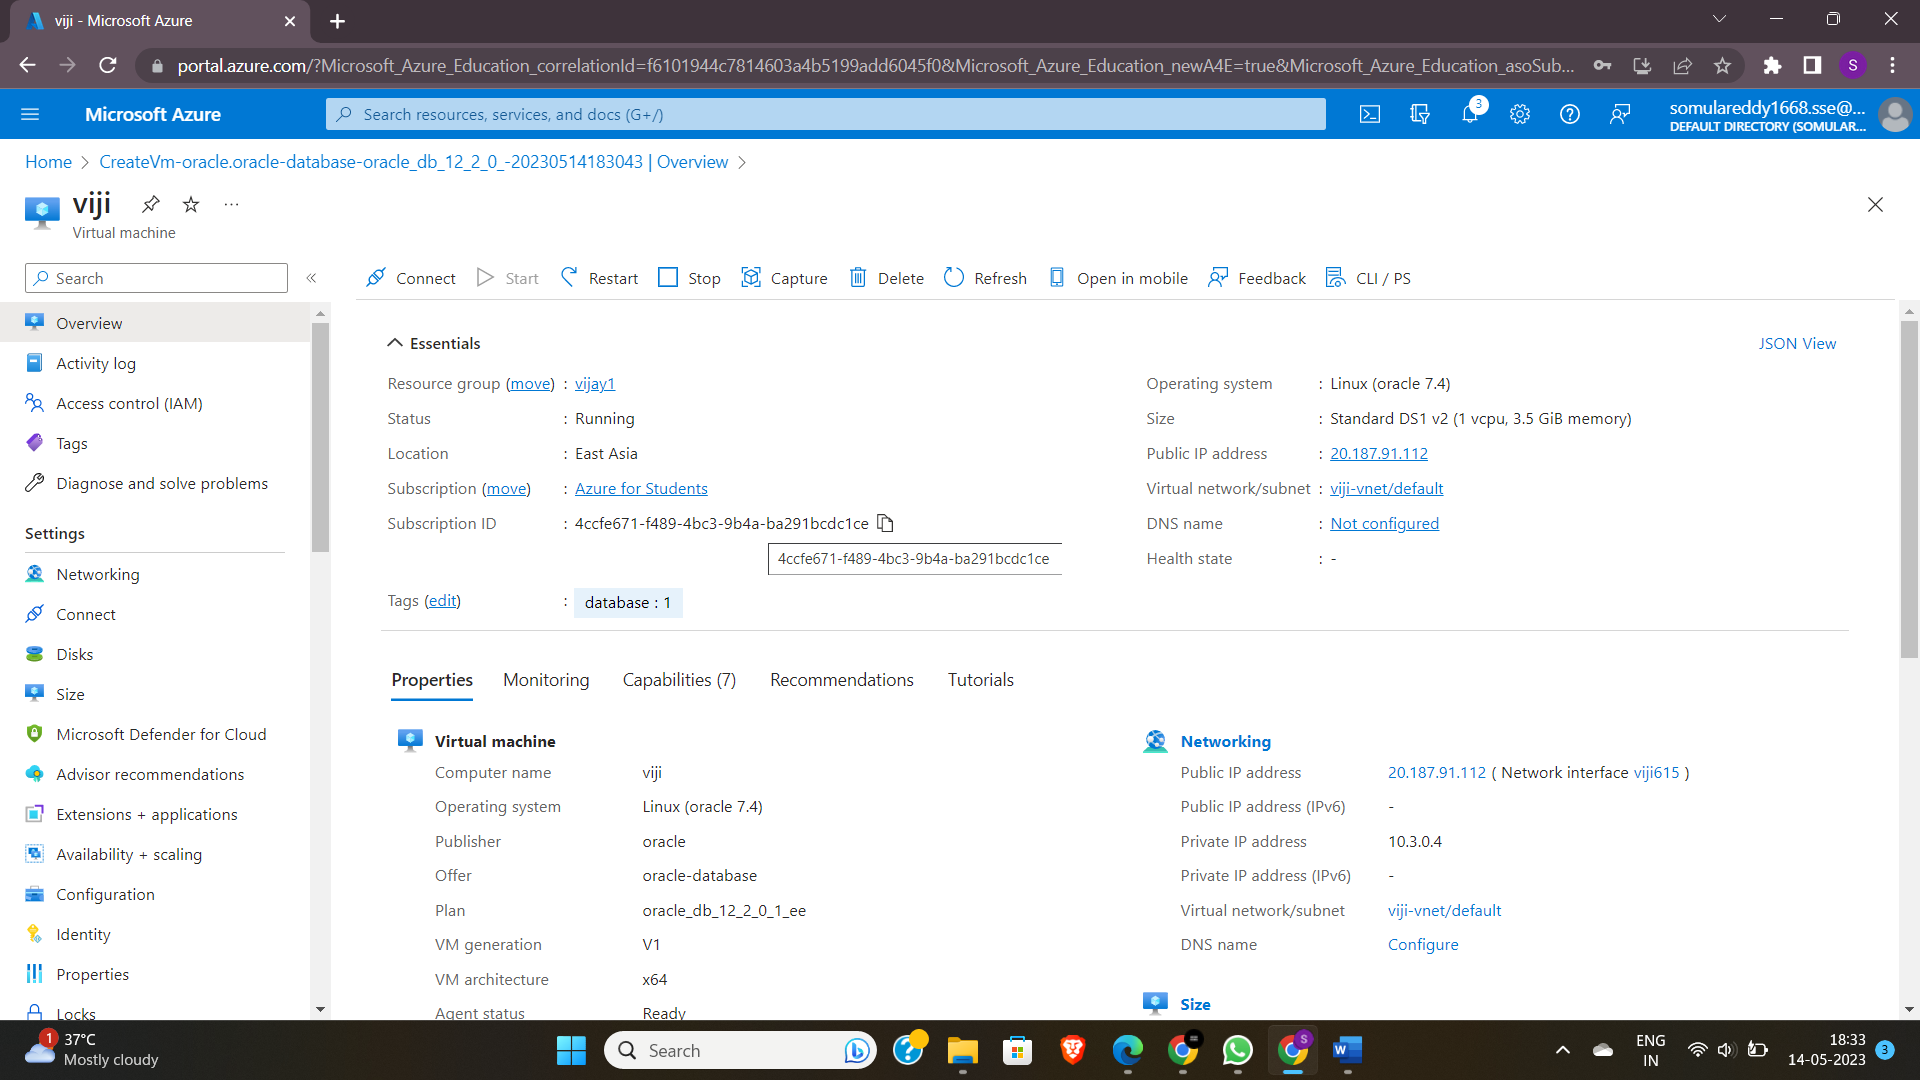 viji - Microsoft Azure
portal.azure.com/?Microsoft_Azure_Education_correlationId=f6101944c7814603a4b5199add6045f0&Microsoft_Azure_Education_newA4E=true&Microsoft_Azure_Education_asoSub...
S
Microsoft Azure
Search resources, services, and docs (G+/)
3
somulareddy1668.sse@...
DEFAULT DIRECTORY (SOMULAR...
Home > CreateVm-oracle.oracle-database-oracle_db_12_2_0_-20230514183043 | Overview >
viji
Virtual machine
Search
Connect Start Restart Stop Capture Delete Refresh Open in mobile Feedback CLI / PS
Overview
Activity log
Access control (IAM)
Tags
Diagnose and solve problems
Settings
Networking
Connect
Disks
Size
Microsoft Defender for Cloud
Advisor recommendations
Extensions + applications
Availability + scaling
Configuration
Identity
Properties
Locks
Essentials
JSON View
Resource group (move) : vijay1
Status : Running
Location : East Asia
Subscription (move) : Azure for Students
Subscription ID : 4ccfe671-f489-4bc3-9b4a-ba291bcdc1ce
4ccfe671-f489-4bc3-9b4a-ba291bcdc1ce
Tags (edit) : database : 1
Operating system : Linux (oracle 7.4)
Size : Standard DS1 v2 (1 vcpu, 3.5 GiB memory)
Public IP address : 20.187.91.112
Virtual network/subnet : viji-vnet/default
DNS name : Not configured
Health state : -
Properties Monitoring Capabilities (7) Recommendations Tutorials
Virtual machine
Computer name viji
Operating system Linux (oracle 7.4)
Publisher oracle
Offer oracle-database
Plan oracle_db_12_2_0_1_ee
VM generation V1
VM architecture x64
Agent status Ready
Networking
Public IP address 20.187.91.112 ( Network interface viji615 )
Public IP address (IPv6) -
Private IP address 10.3.0.4
Private IP address (IPv6) -
Virtual network/subnet viji-vnet/default
DNS name Configure
Size
1
37°C
Mostly cloudy
Search
S
W
ENG
IN
18:33
14-05-2023
3